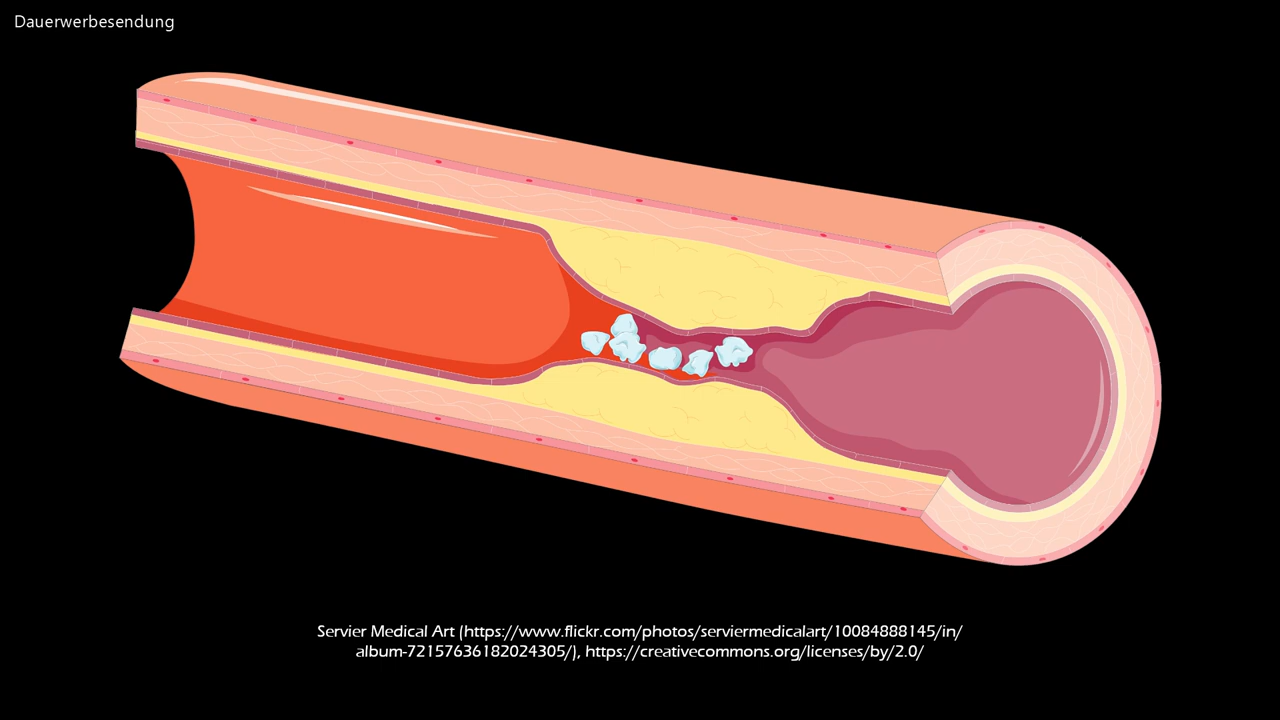 Dauerwerbesendung
Servier Medical Art (https://www.flickr.com/photos/serviermedicalart/10084888145/in/
album-72157636182024305/), https://creativecommons.org/licenses/by/2.0/